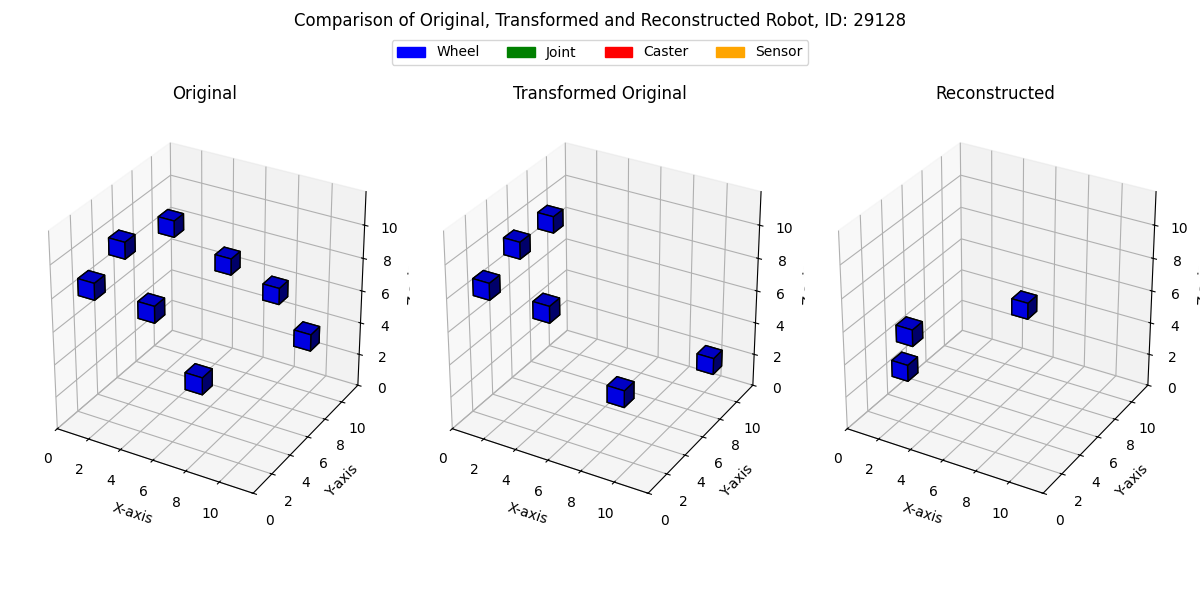 Comparison of Original, Transformed and Reconstructed Robot, ID: 29128
Wheel Joint Caster Sensor
Original
Transformed Original
Reconstructed
10
8
6
4
2
0
0 2 4 6 8 10
X-axis
0 2 4 6 8 10
Y-axis
10
8
6
4
2
0
0 2 4 6 8 10
X-axis
0 2 4 6 8 10
Y-axis
10
8
6
4
2
0
0 2 4 6 8 10
X-axis
0 2 4 6 8 10
Y-axis